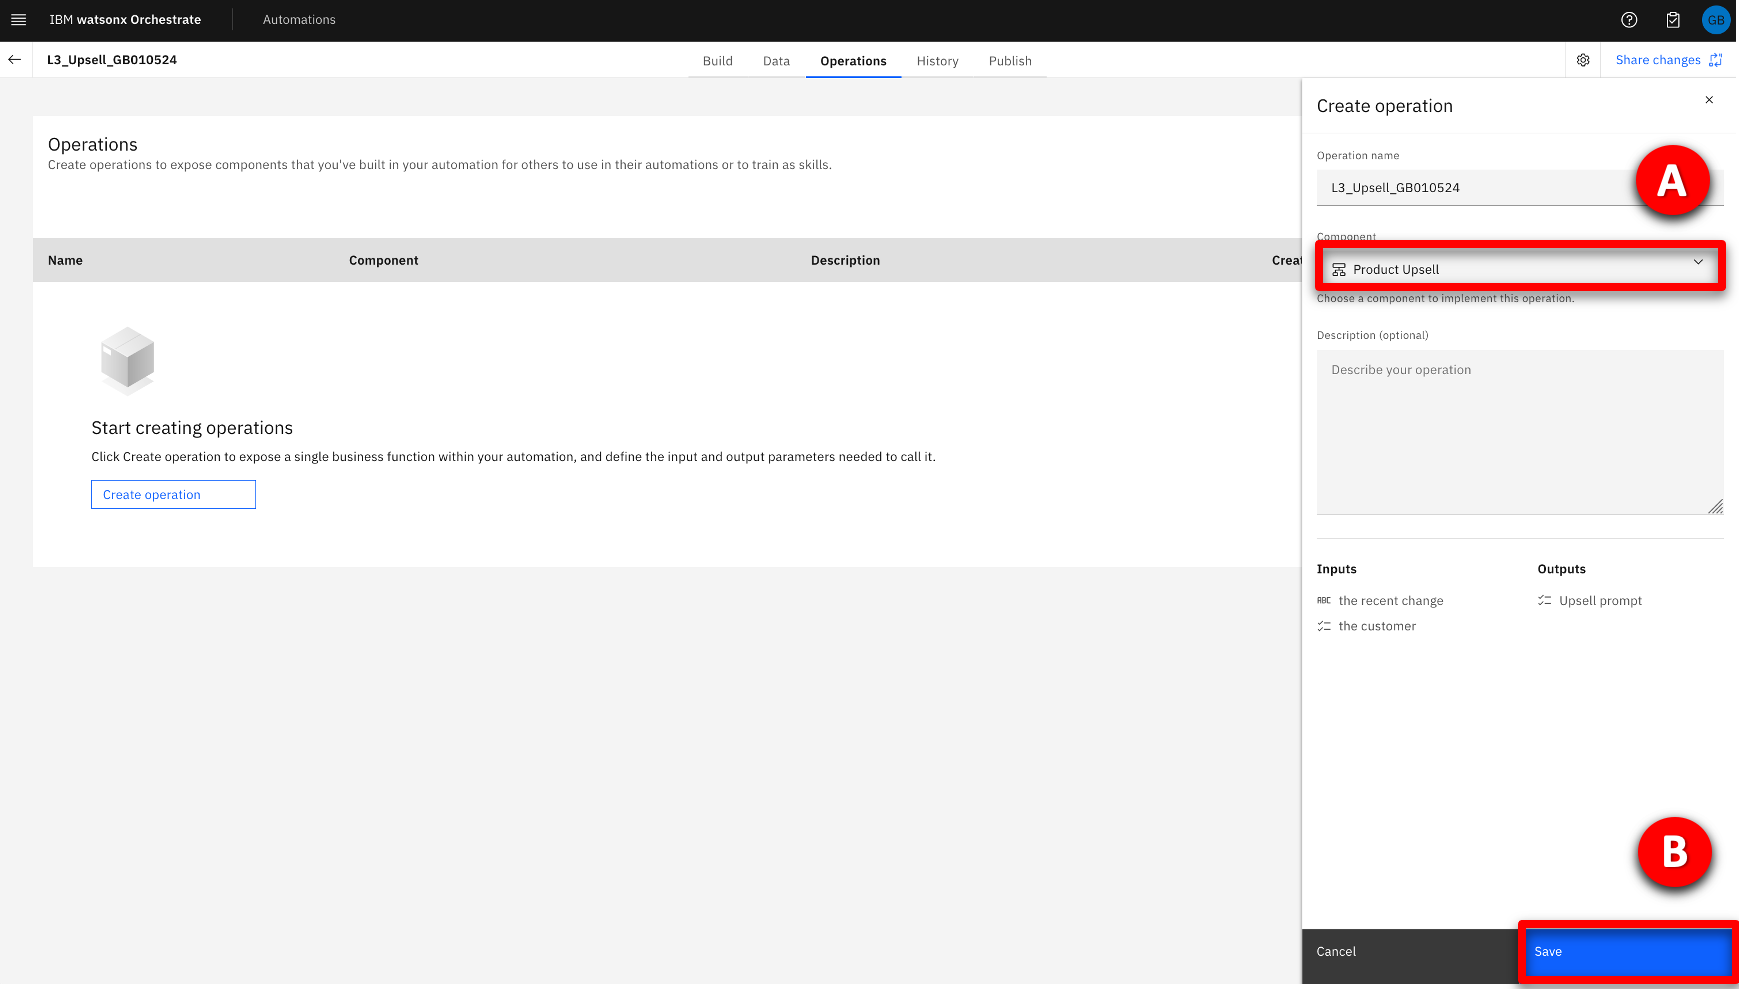 IBM watsonx Orchestrate
Automations
GB
L3_Upsell_GB010524
Build
Data
Operations
History
Publish
Share changes
Operations
Create operations to expose components that you've built in your automation for others to use in their automations or to train as skills.
Name
Component
Description
Creat
Start creating operations
Click Create operation to expose a single business function within your automation, and define the input and output parameters needed to call it.
Create operation
Create operation
Operation name
A
L3_Upsell_GB010524
Component
Product Upsell
Choose a component to implement this operation.
Description (optional)
Describe your operation
Inputs
Outputs
ABC the recent change
Upsell prompt
the customer
B
Cancel
Save